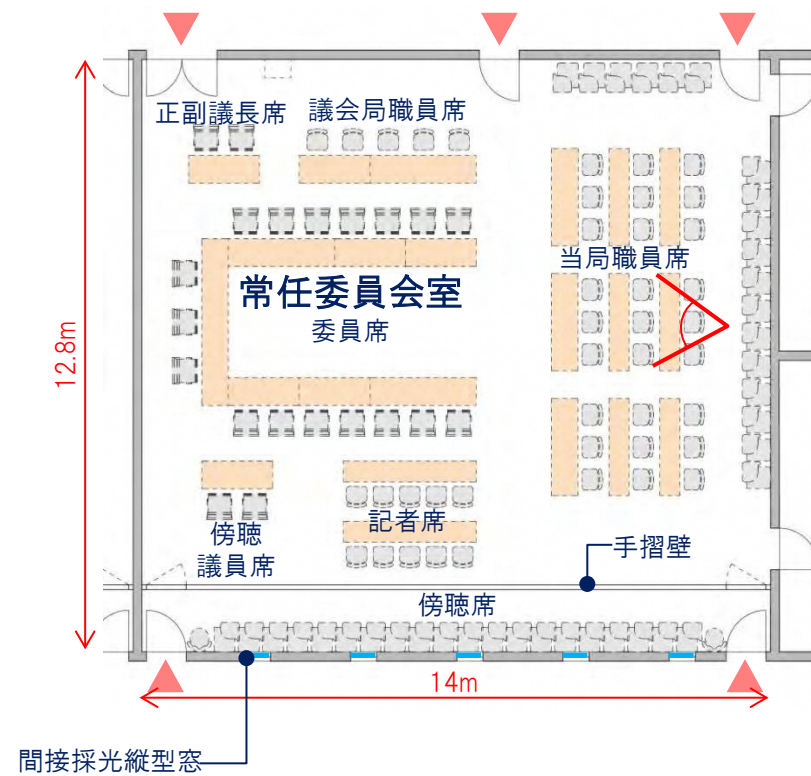 正副議長席
議会局職員席
当局職員席
常任委員会室
委員席
12.8m
記者席
傍聴
議員席
手摺壁
傍聴席
14m
間接採光縦型窓